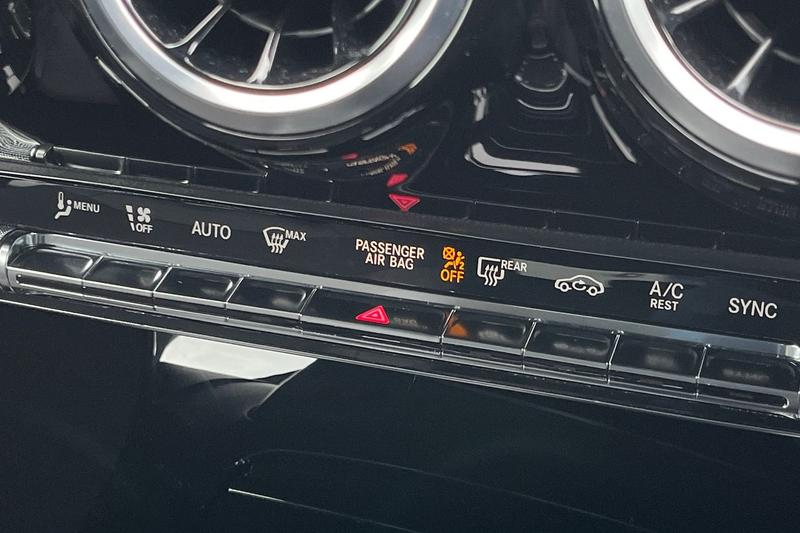 MENU
OFF
AUTO
MAX
PASSENGER
AIR BAG
OFF
REAR
A/C
REST
SYNC